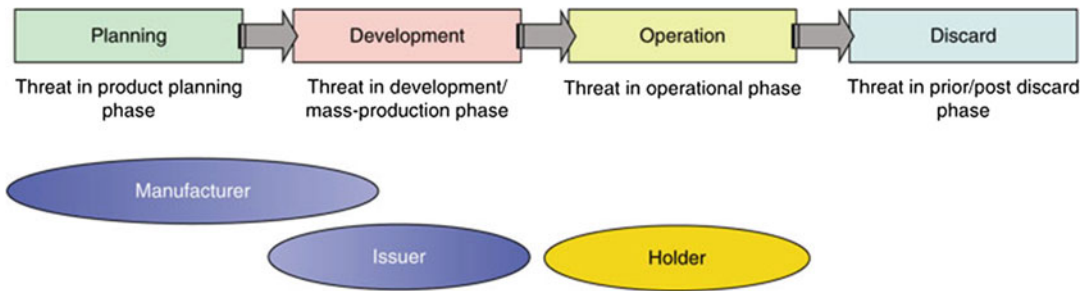 Planning
Development
Operation
Discard
Threat in product planning
phase
Threat in development/
mass-production phase
Threat in operational phase
Threat in prior/post discard
phase
Manufacturer
Issuer
Holder